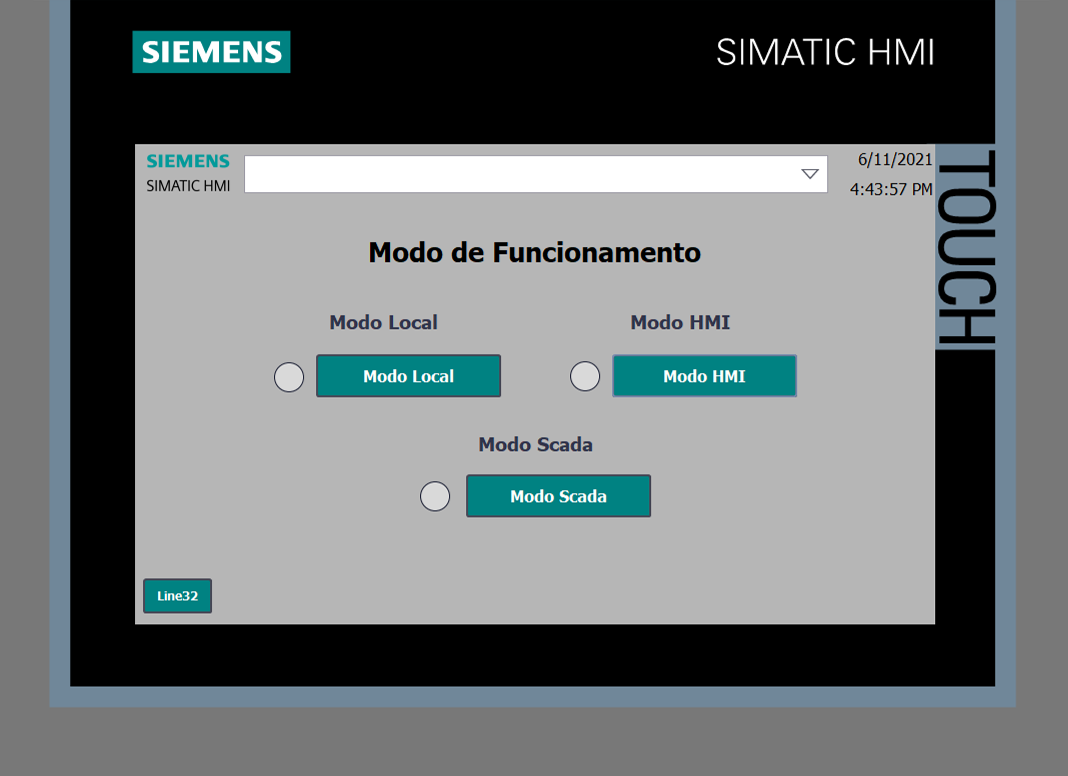 SIEMENS
SIMATIC HMI
SIEMENS
SIMATIC HMI
6/11/2021
4:43:57 PM
TOUCH
Modo de Funcionamento
Modo Local
Modo HMI
Modo Local
Modo HMI
Modo Scada
Modo Scada
Line32